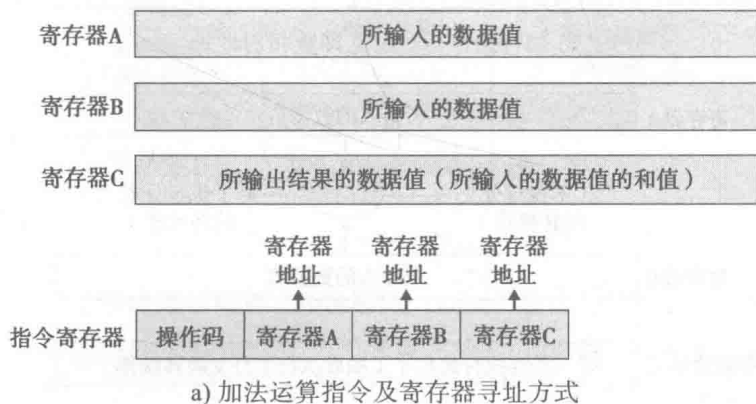 寄存器A 所输入的数据值
寄存器B 所输入的数据值
寄存器C 所输出结果的数据值（所输入的数据值的和值）
寄存器 寄存器 寄存器
地址 地址 地址
指令寄存器 操作码 寄存器A 寄存器B 寄存器C
a) 加法运算指令及寄存器寻址方式